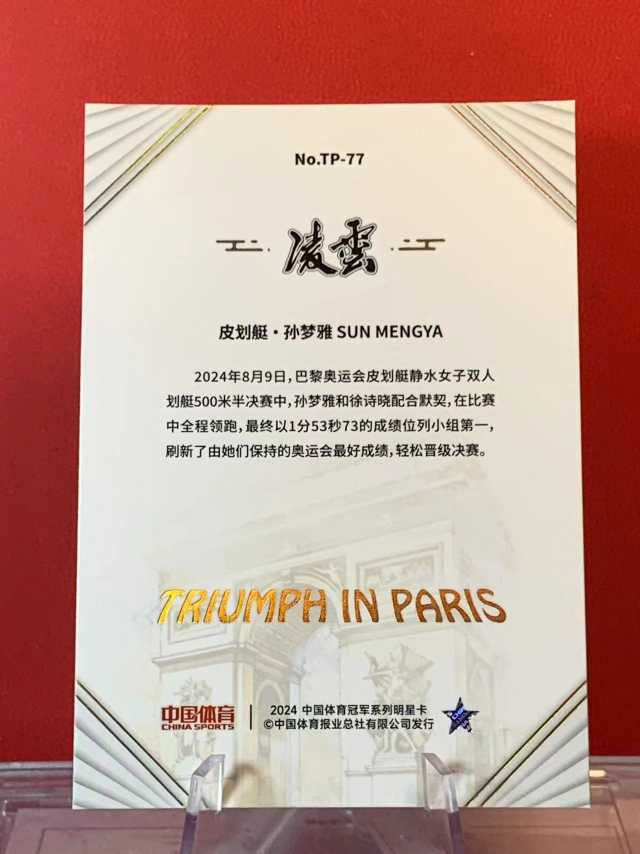 No.TP-77
凌雲
皮划艇·孙梦雅 SUN MENGYA
2024年8月9日,巴黎奥运会皮划艇静水女子双人
划艇500米半决赛中,孙梦雅和徐诗晓配合默契,在比赛
中全程领跑,最终以1分53秒73的成绩位列小组第一,
刷新了由她们保持的奥运会最好成绩,轻松晋级决赛。
TRIUMPH IN PARIS
中国体育
CHINA SPORTS
2024 中国体育冠军系列明星卡
©中国体育报业总社有限公司发行